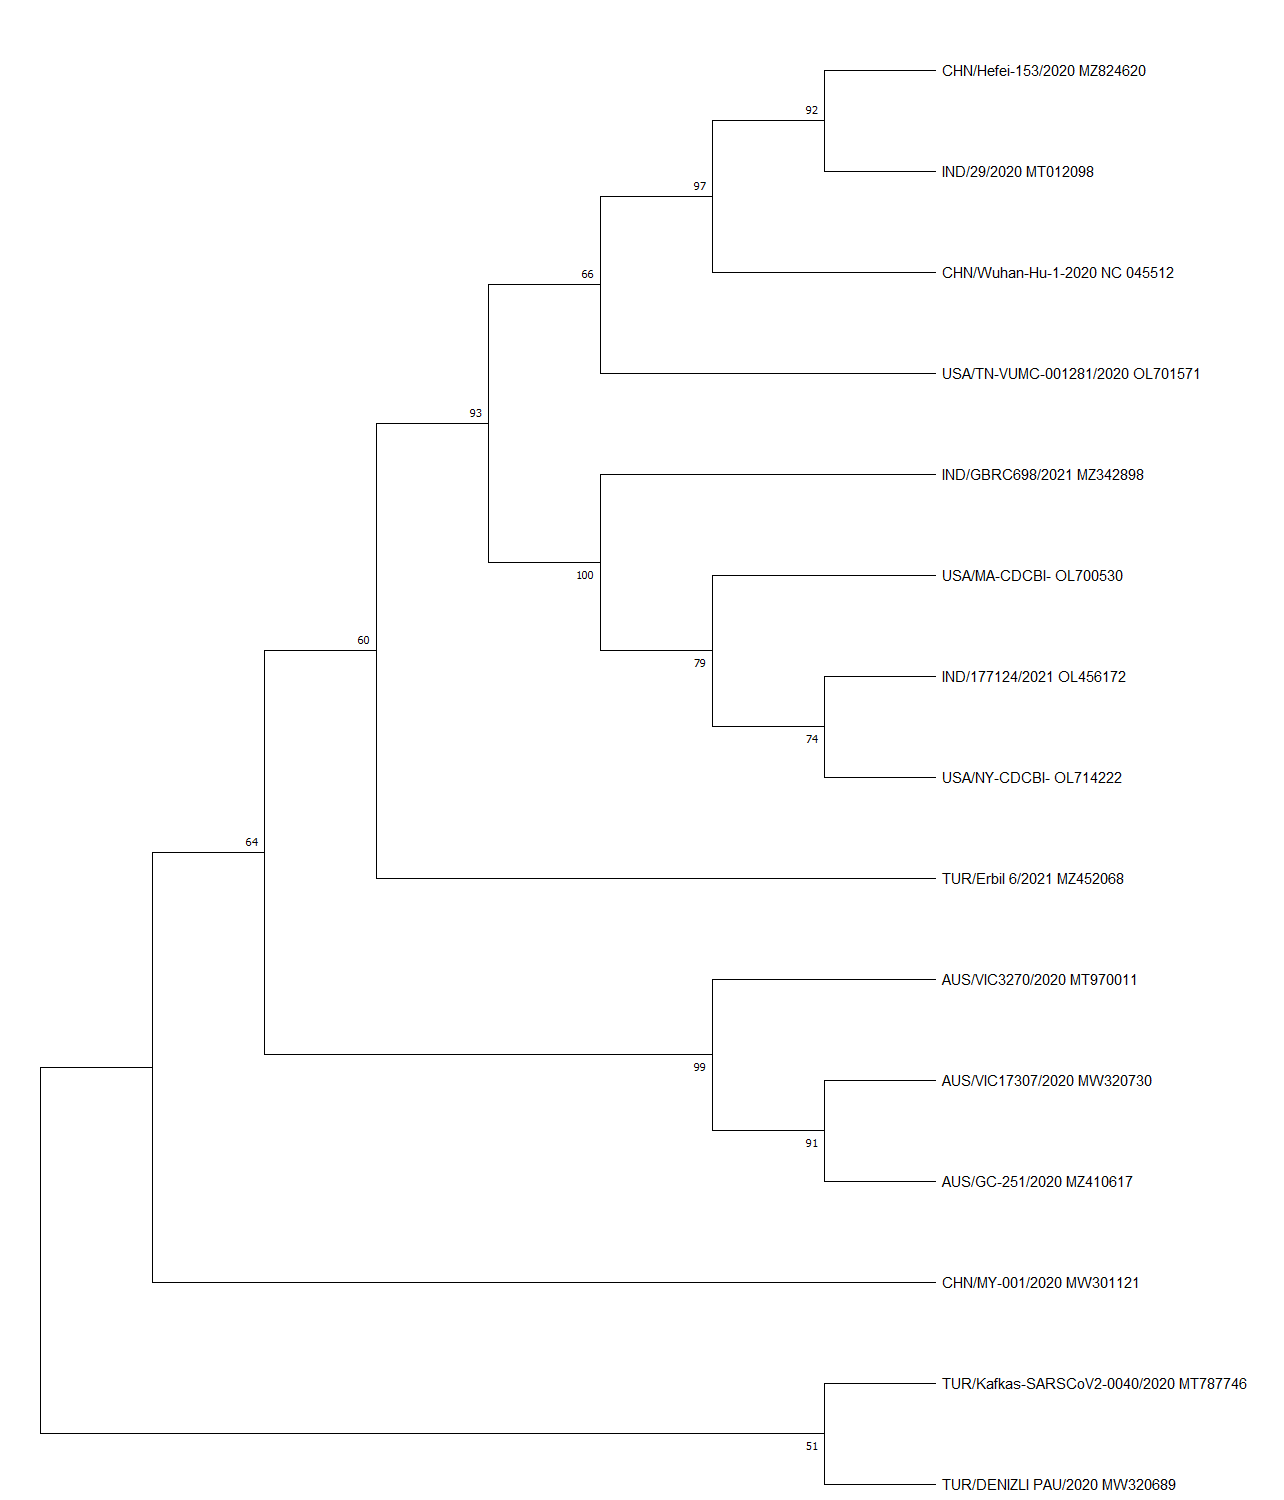 CHN/Hefei-153/2020 MZ824620
92
IND/29/2020 MT012098
97
CHN/Wuhan-Hu-1-2020 NC 045512
66
USA/TN-VUMC-001281/2020 OL701571
93
IND/GBRC698/2021 MZ342898
100
USA/MA-CDCBI- OL700530
60
79
IND/177124/2021 OL456172
74
USA/NY-CDCBI- OL714222
64
TUR/Erbil 6/2021 MZ452068
AUS/VIC3270/2020 MT970011
99
AUS/VIC17307/2020 MW320730
91
AUS/GC-251/2020 MZ410617
CHN/MY-001/2020 MW301121
TUR/Kafkas-SARSCoV2-0040/2020 MT787746
51
TUR/DENIZLI PAU/2020 MW320689